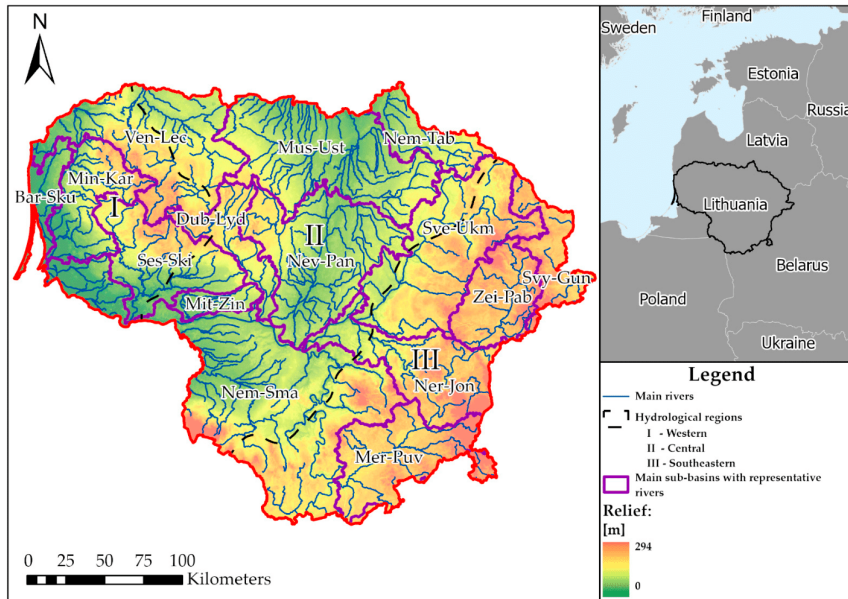 N
Ven-Lec
Mus-Ust
Nem-Tab
Min-Kar
Bar-Sku
I
Dub-Lyd
II
Sve-Ukm
Nev-Pan
Ses-Ski
Svy-Gun
Zei-Pab
Mit-Zin
III
Ner-Jon
Nem-Sma
Mer-Puv
0 25 50 75 100
Kilometers
Finland
Sweden
Estonia
Russia
Latvia
Lithuania
Belarus
Poland
Ukraine
Legend
Main rivers
Hydrological regions
I - Western
II - Central
III - Southeastern
Main sub-basins with representative
rivers
Relief:
[m]
294
0